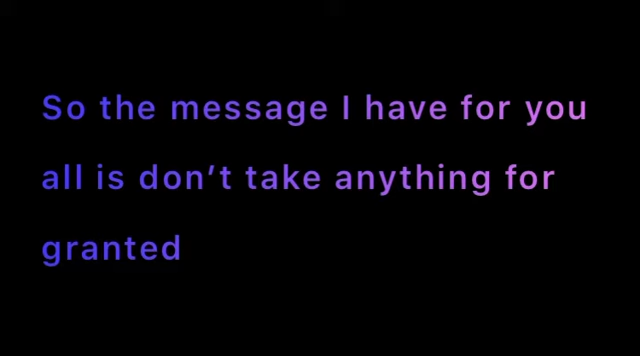 So the message I have for you
all is don’t take anything for
granted